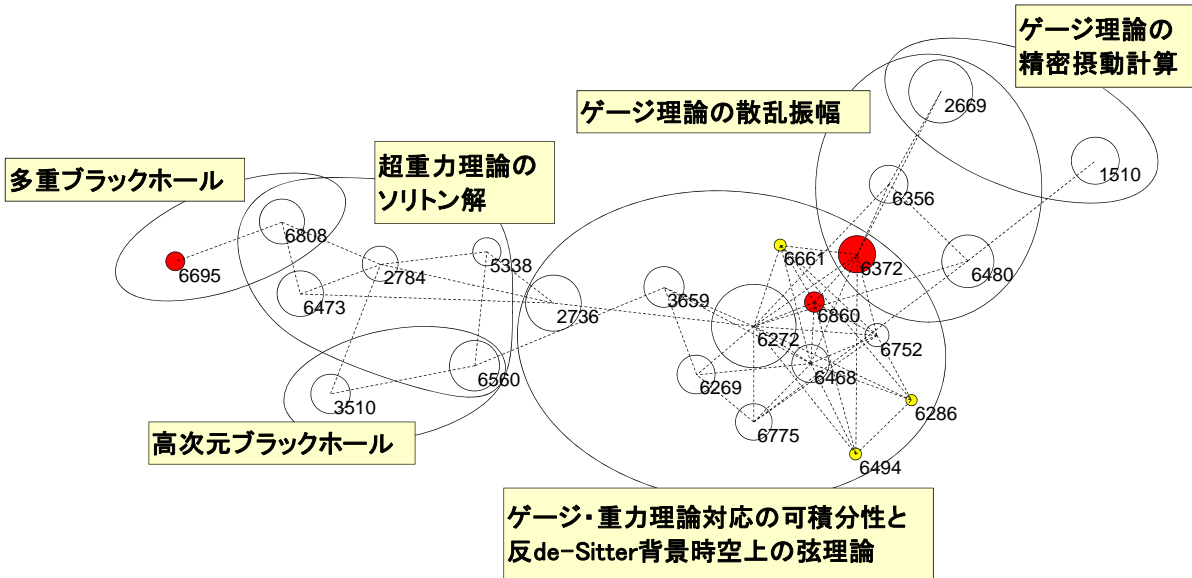 ゲージ理論の
精密摂動計算
ゲージ理論の散乱振幅
2669
1510
多重ブラックホール
超重力理論の
ソリトン解
6356
6808
6695
2784
5338
6661
6372
6480
6473
2736
3659
6860
6272
6752
6560
6269
6468
3510
6775
6286
高次元ブラックホール
6494
ゲージ・重力理論対応の可積分性と
反de-Sitter背景時空上の弦理論